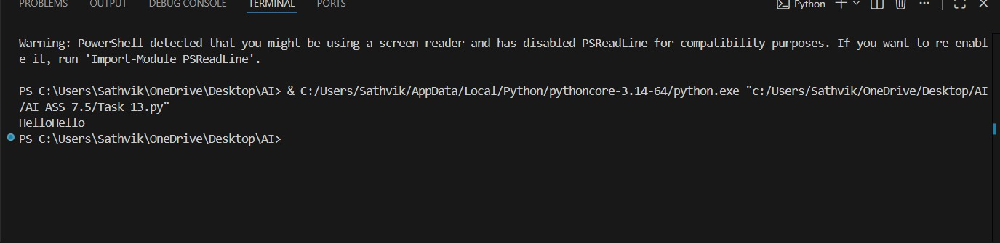 PROBLEMS OUTPUT DEBUG CONSOLE TERMINAL PORTS Python
Warning: PowerShell detected that you might be using a screen reader and has disabled PSReadLine for compatibility purposes. If you want to re-enabl
e it, run 'Import-Module PSReadLine'.
PS C:\Users\Sathvik\OneDrive\Desktop\AI> & C:/Users/Sathvik/AppData/Local/Python/pythoncore-3.14-64/python.exe "c:/Users/Sathvik/OneDrive/Desktop/AI
/AI ASS 7.5/Task 13.py"
HelloHello
PS C:\Users\Sathvik\OneDrive\Desktop\AI>